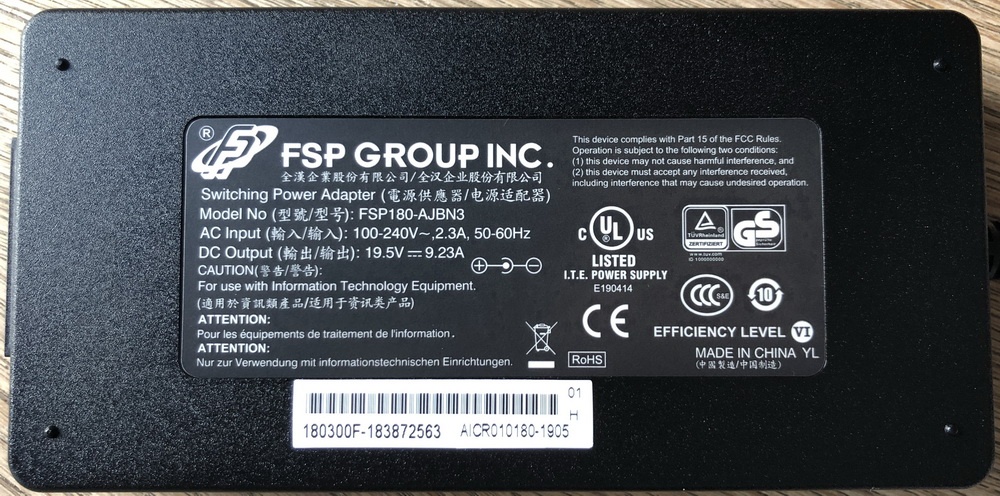 ® FSP GROUP INC.
全漢企業股份有限公司/全汉企业股份有限公司
Switching Power Adapter (電源供應器/电源适配器)
Model No (型號/型号): FSP180-AJBN3
AC Input (輸入/输入): 100-240V~,2.3A, 50-60Hz
DC Output (輸出/输出): 19.5V⎓9.23A
CAUTION(警告/警告):
For use with Information Technology Equipment.
(適用於資訊類產品/适用于资讯类产品)
ATTENTION:
Pour les équipements de traitement de l'information.
ATTENTION:
Nur zur Verwendung mit informationstechnischen Einrichtungen.
This device complies with Part 15 of the FCC Rules.
Operation is subject to the following two conditions:
(1) this device may not cause harmful interference, and
(2) this device must accept any interference received,
including interference that may cause undesired operation.
C UL US
LISTED
I.T.E. POWER SUPPLY
E190414
TÜVRheinland
ZERTIFIZIERT
www.tuv.com
ID 1000000000
GS
geprüfte Sicherheit
CCC S&E
10
CE
EFFICIENCY LEVEL VI
RoHS
MADE IN CHINA YL
(中國製造/中国制造)
01
H
180300F-183872563 AICR010180-1905